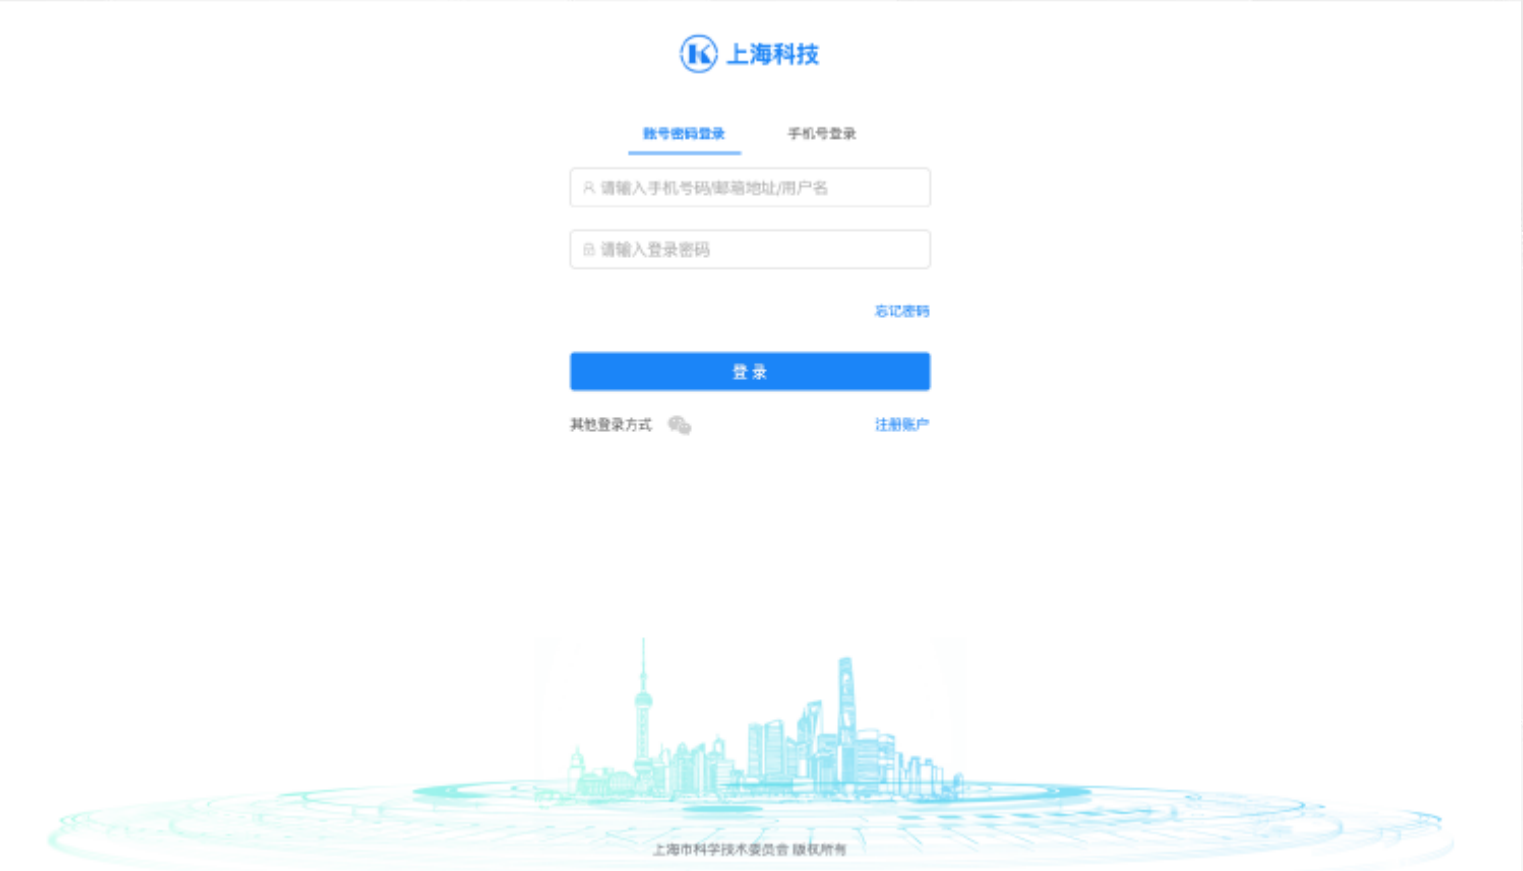 上海科技
账号密码登录 手机号登录
请输入手机号码/邮箱地址/用户名
请输入登录密码
忘记密码
登 录
其他登录方式 注册账户
上海市科学技术委员会 版权所有